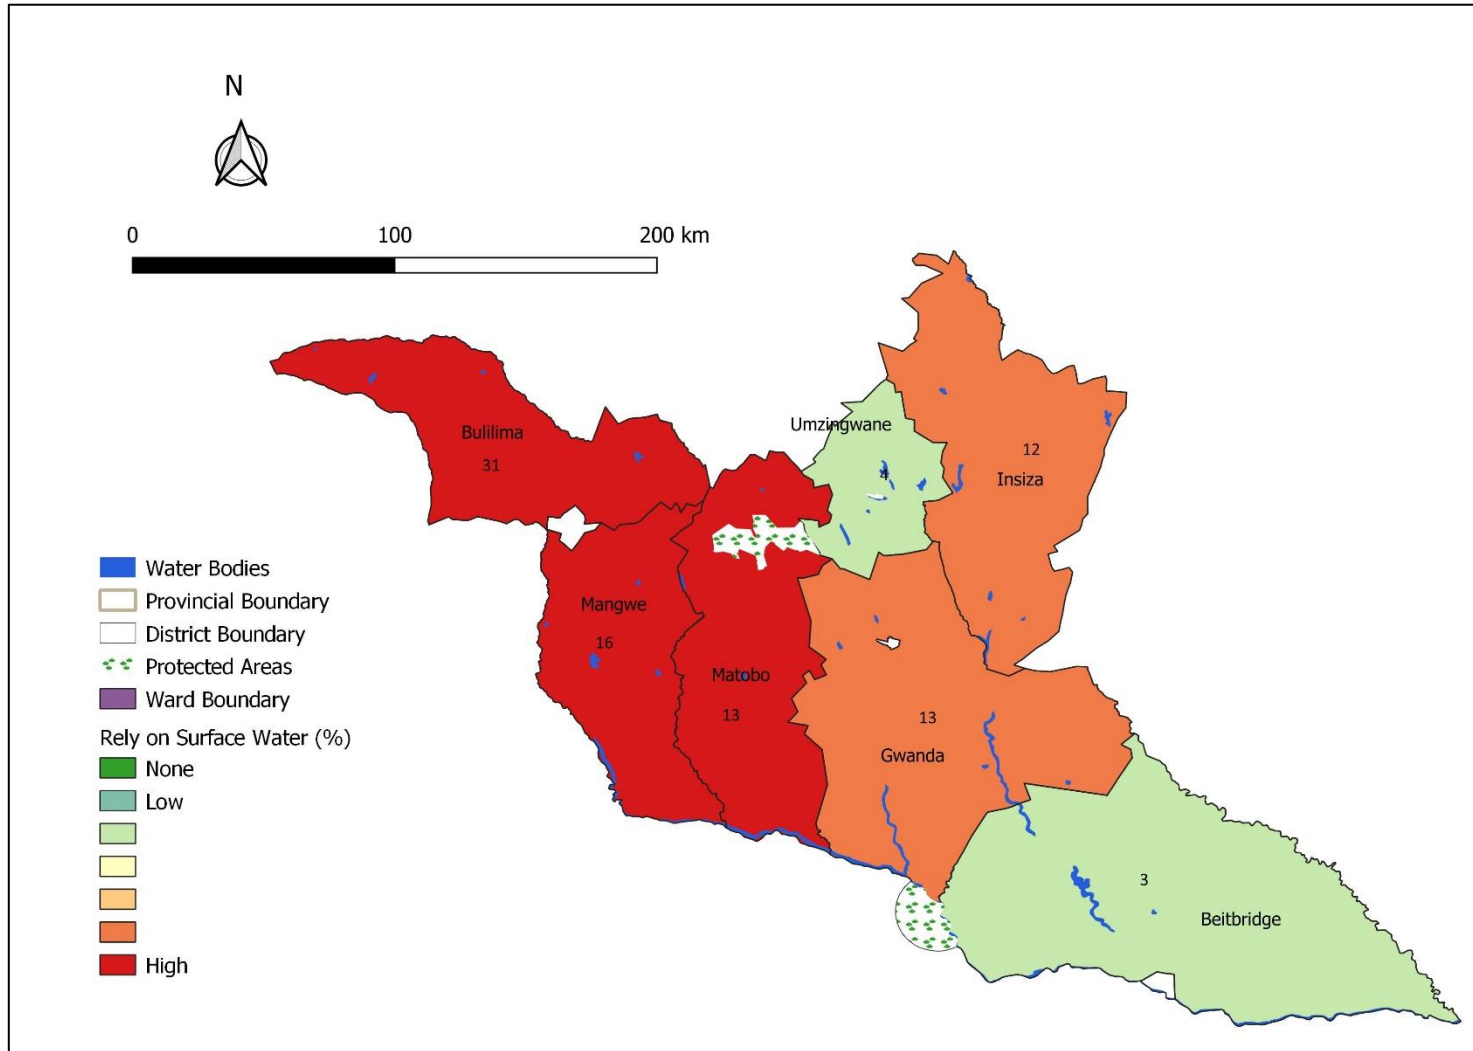 N
0 100 200 km
Umzingwane
4
Bulilima
31
12
Insiza
Mangwe
16
Matobo
13
13
Gwanda
3
Beitbridge
Water Bodies
Provincial Boundary
District Boundary
Protected Areas
Ward Boundary
Rely on Surface Water (%)
None
Low
High